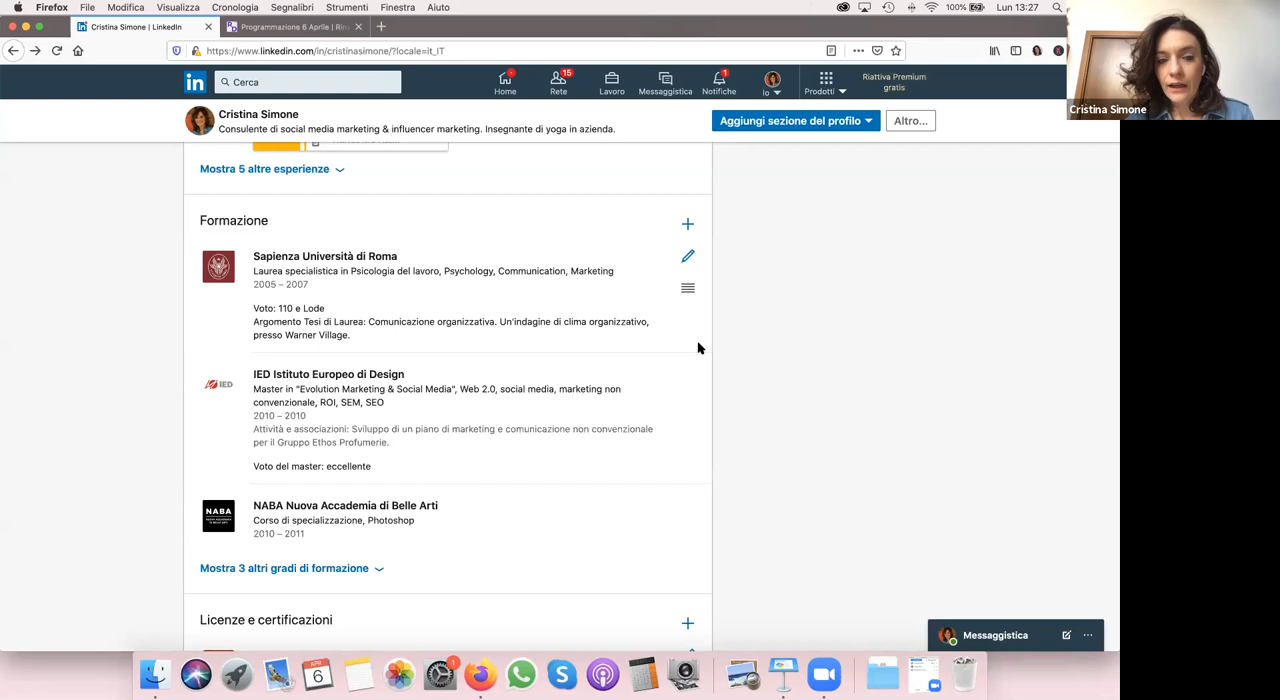 Firefox File Modifica Visualizza Cronologia Segnalibri Strumenti Finestra Aiuto
100% Lun 13:27
Cristina Simone | LinkedIn
Programmazione 6 Aprile | Rin
https://www.linkedin.com/in/cristinasimone/?locale=it_IT
Cerca
Home
15
Rete
Lavoro
Messaggistica
1
Notifiche
Io
Prodotti
Riattiva Premium
gratis
Cristina Simone
Cristina Simone
Consulente di social media marketing & influencer marketing. Insegnante di yoga in azienda.
Aggiungi sezione del profilo
Altro...
Mostra 5 altre esperienze
Formazione
Sapienza Università di Roma
Laurea specialistica in Psicologia del lavoro, Psychology, Communication, Marketing
2005 – 2007
Voto: 110 e Lode
Argomento Tesi di Laurea: Comunicazione organizzativa. Un'indagine di clima organizzativo,
presso Warner Village.
IED
IED Istituto Europeo di Design
Master in "Evolution Marketing & Social Media", Web 2.0, social media, marketing non
convenzionale, ROI, SEM, SEO
2010 – 2010
Attività e associazioni: Sviluppo di un piano di marketing e comunicazione non convenzionale
per il Gruppo Ethos Profumerie.
Voto del master: eccellente
NABA
NABA Nuova Accademia di Belle Arti
Corso di specializzazione, Photoshop
2010 – 2011
Mostra 3 altri gradi di formazione
Licenze e certificazioni
Messaggistica
APR
6
1